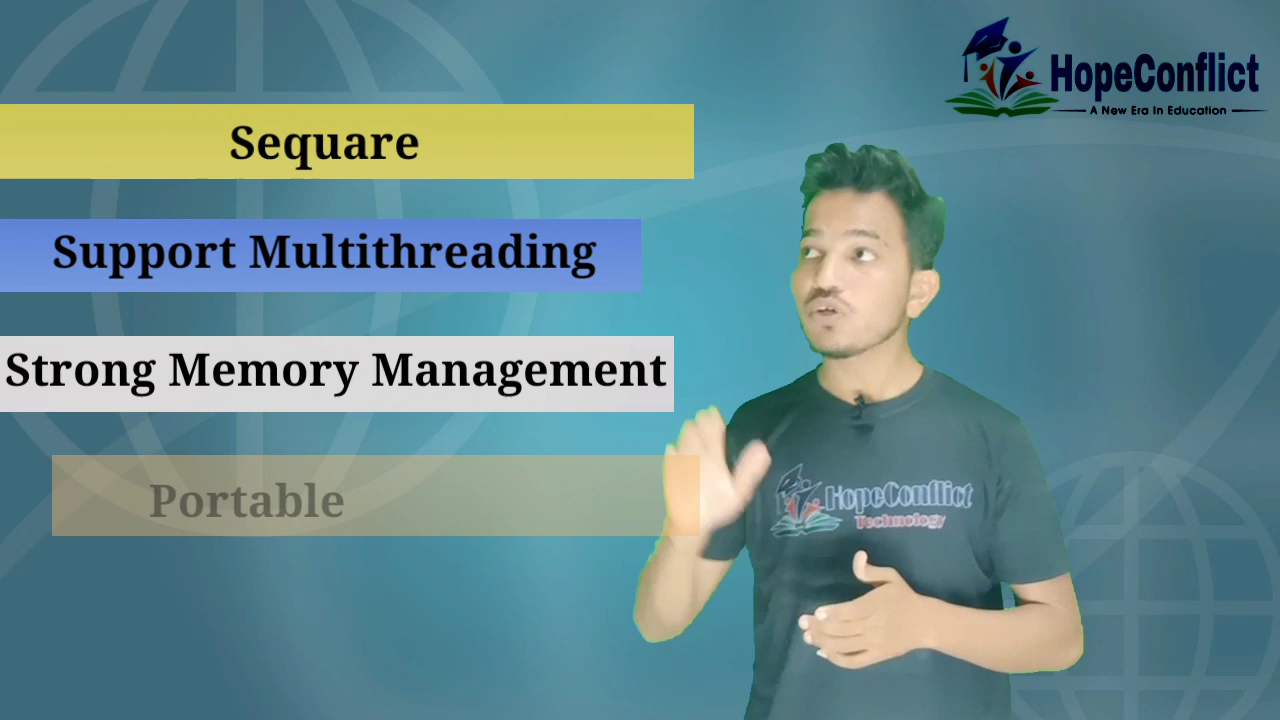 HopeConflict
A New Era In Education
Sequare
Support Multithreading
Strong Memory Management
Portable
HopeConflict
Technology